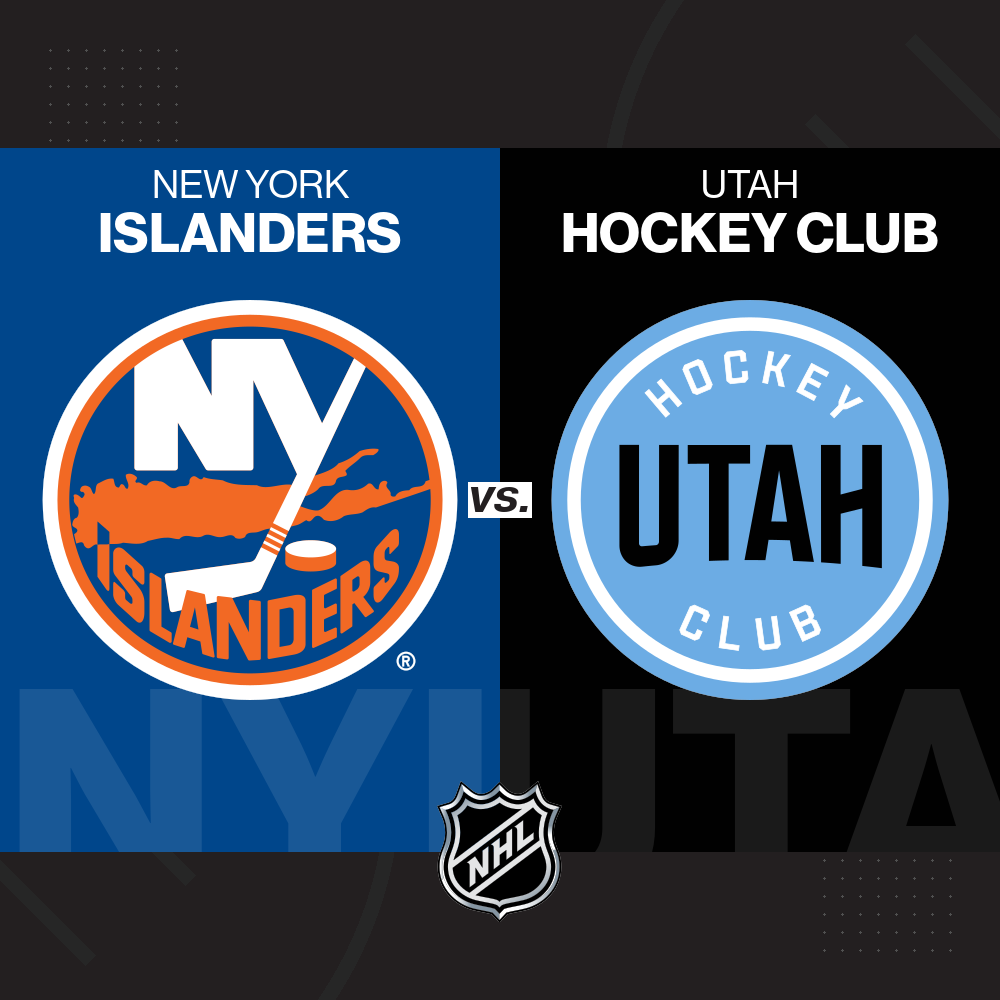 NEW YORK
ISLANDERS
UTAH
HOCKEY CLUB
NY
ISLANDERS
®
vs.
HOCKEY
UTAH
CLUB
NYI
UTA
NHL